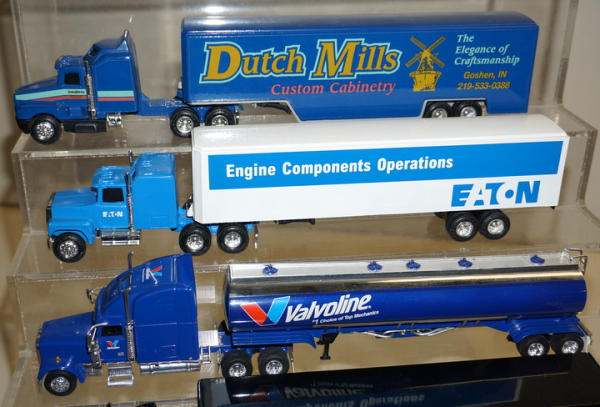 Dutch Mills
Custom Cabinetry
The
Elegance of
Craftsmanship
Goshen, IN
219-533-0388
Engine Components Operations
EATON
EATON
Valvoline
#1 Choice of Top Mechanics